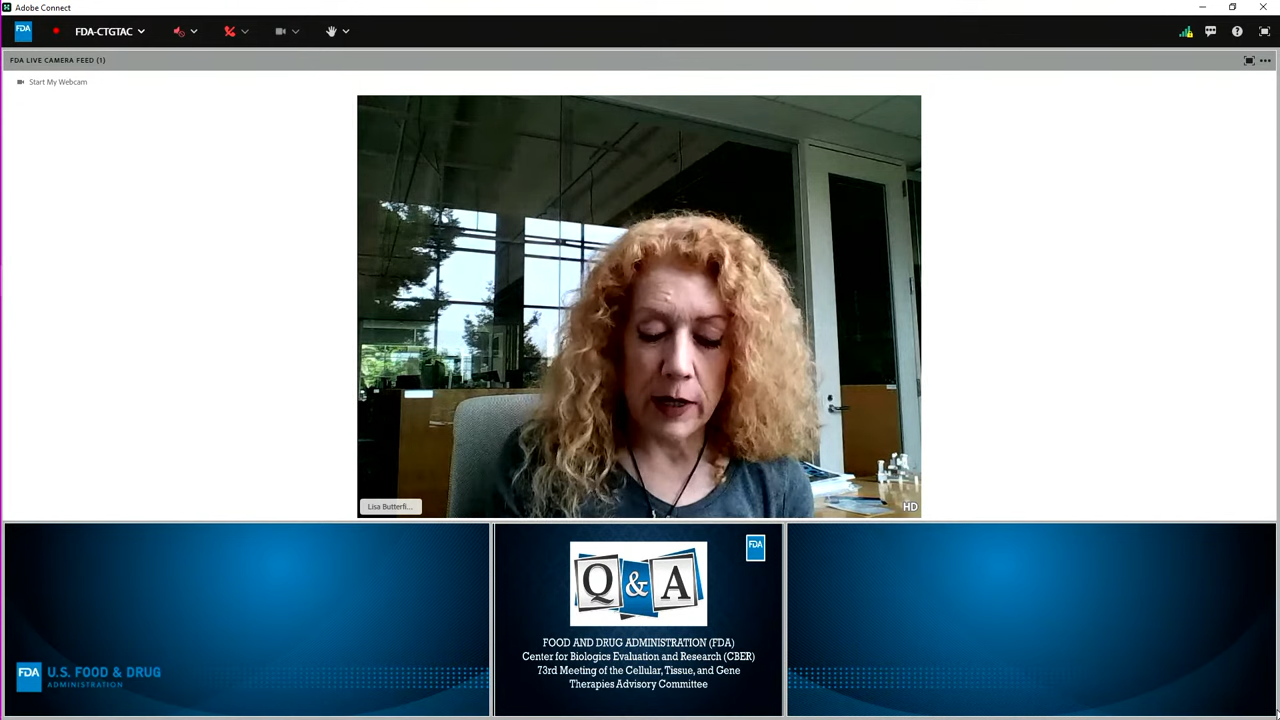 Adobe Connect
FDA
FDA-CTGTAC
FDA LIVE CAMERA FEED (1)
Start My Webcam
Lisa Butterfi...
HD
FDA
Q & A
FOOD AND DRUG ADMINISTRATION (FDA)
Center for Biologics Evaluation and Research (CBER)
73rd Meeting of the Cellular, Tissue, and Gene
Therapies Advisory Committee
FDA
U.S. FOOD & DRUG
ADMINISTRATION